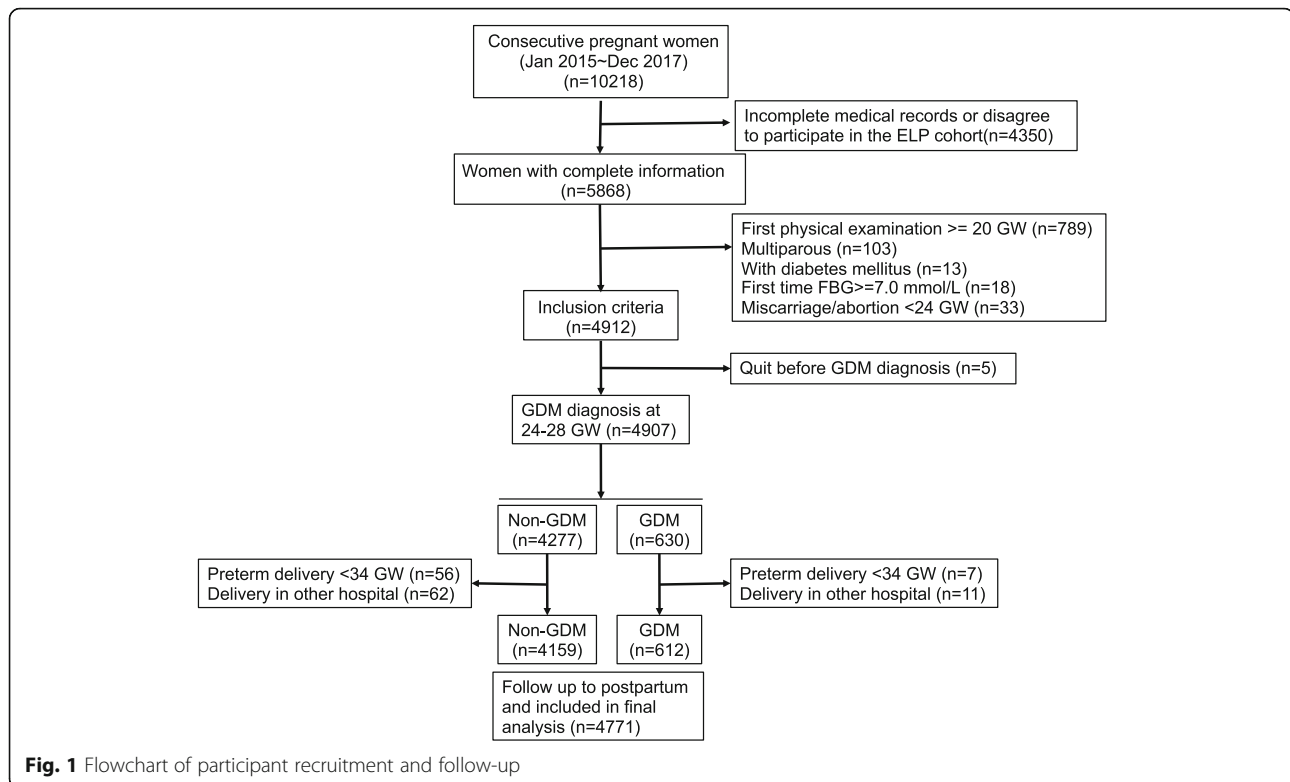 Consecutive pregnant women
(Jan 2015~Dec 2017)
(n=10218)
Incomplete medical records or disagree
to participate in the ELP cohort(n=4350)
Women with complete information
(n=5868)
First physical examination >= 20 GW (n=789)
Multiparous (n=103)
With diabetes mellitus (n=13)
First time FBG>=7.0 mmol/L (n=18)
Miscarriage/abortion <24 GW (n=33)
Inclusion criteria
(n=4912)
Quit before GDM diagnosis (n=5)
GDM diagnosis at
24-28 GW (n=4907)
Non-GDM
(n=4277)
GDM
(n=630)
Preterm delivery <34 GW (n=56)
Delivery in other hospital (n=62)
Preterm delivery <34 GW (n=7)
Delivery in other hospital (n=11)
Non-GDM
(n=4159)
GDM
(n=612)
Follow up to postpartum
and included in final
analysis (n=4771)
Fig. 1 Flowchart of participant recruitment and follow-up